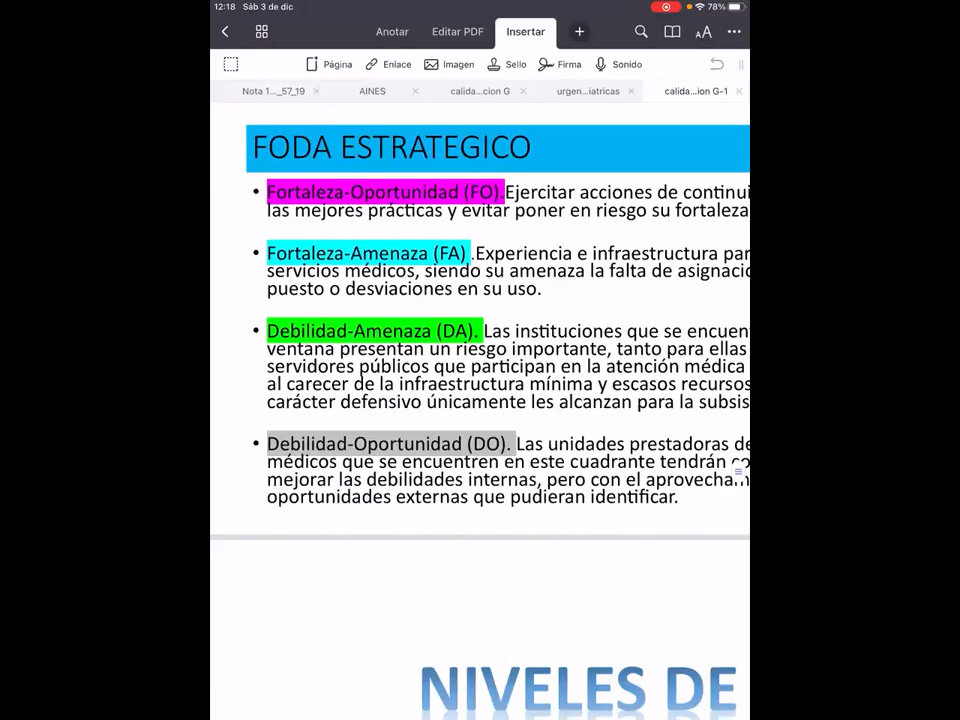 12:18 Sáb 3 de dic 78%
Anotar Editar PDF Insertar
Página Enlace Imagen Sello Firma Sonido
Nota 1..._57_19 AINES calida...cion G urgen...iatricas calida...ion G-1
FODA ESTRATEGICO
• Fortaleza-Oportunidad (FO).Ejercitar acciones de continui
las mejores prácticas y evitar poner en riesgo su fortaleza
• Fortaleza-Amenaza (FA) .Experiencia e infraestructura par
servicios médicos, siendo su amenaza la falta de asignacio
puesto o desviaciones en su uso.
• Debilidad-Amenaza (DA). Las instituciones que se encuent
ventana presentan un riesgo importante, tanto para ellas
servidores públicos que participan en la atención médica
al carecer de la infraestructura mínima y escasos recursos
carácter defensivo únicamente les alcanzan para la subsis
• Debilidad-Oportunidad (DO). Las unidades prestadoras de
médicos que se encuentren en este cuadrante tendrán
mejorar las debilidades internas, pero con el aprovecham
oportunidades externas que pudieran identificar.
NIVELES DE